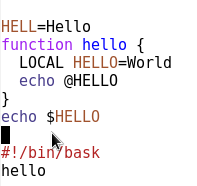 HELL=Hello
function hello {
LOCAL HELLO=World
echo @HELLO
}
echo $HELLO
#!/bin/bask
hello